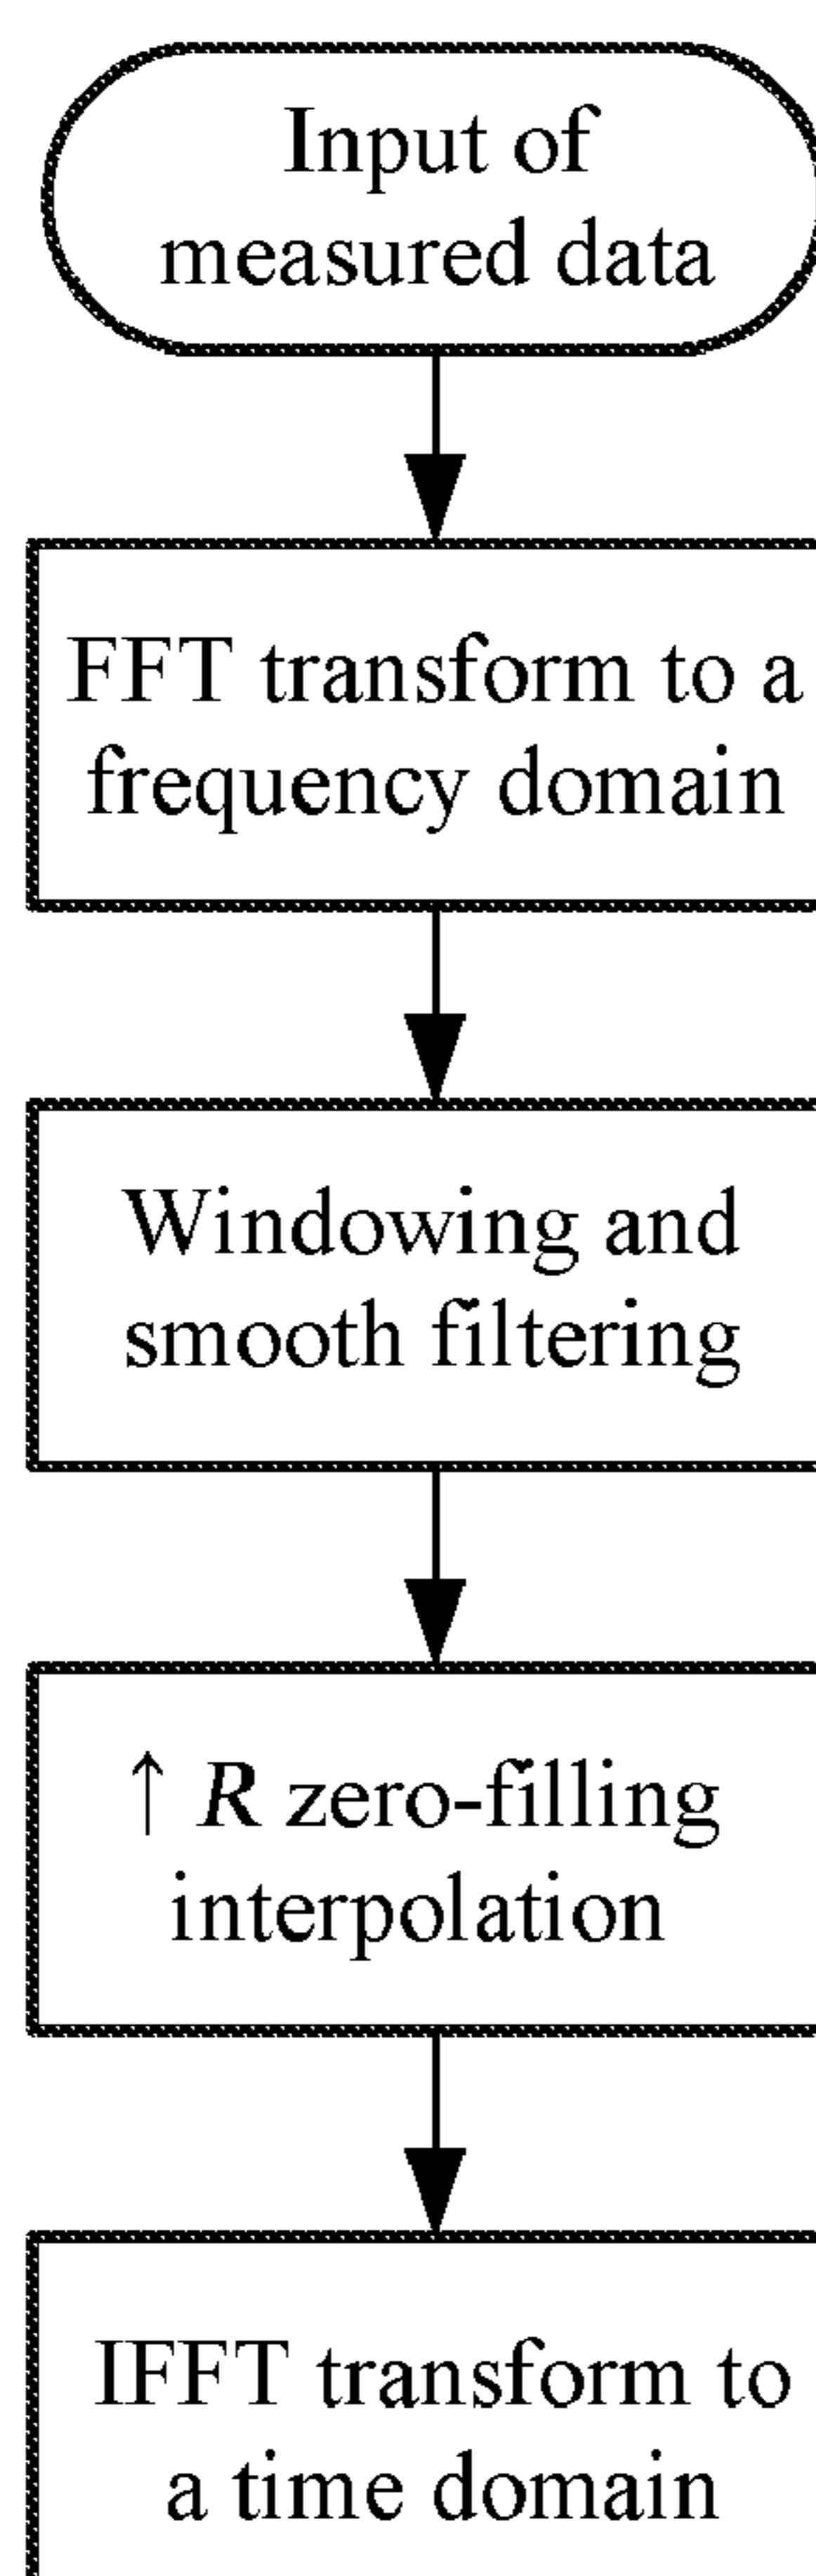 Input of
measured data
FFT transform to a
frequency domain
Windowing and
smooth filtering
↑ R zero-filling
interpolation
IFFT transform to
a time domain